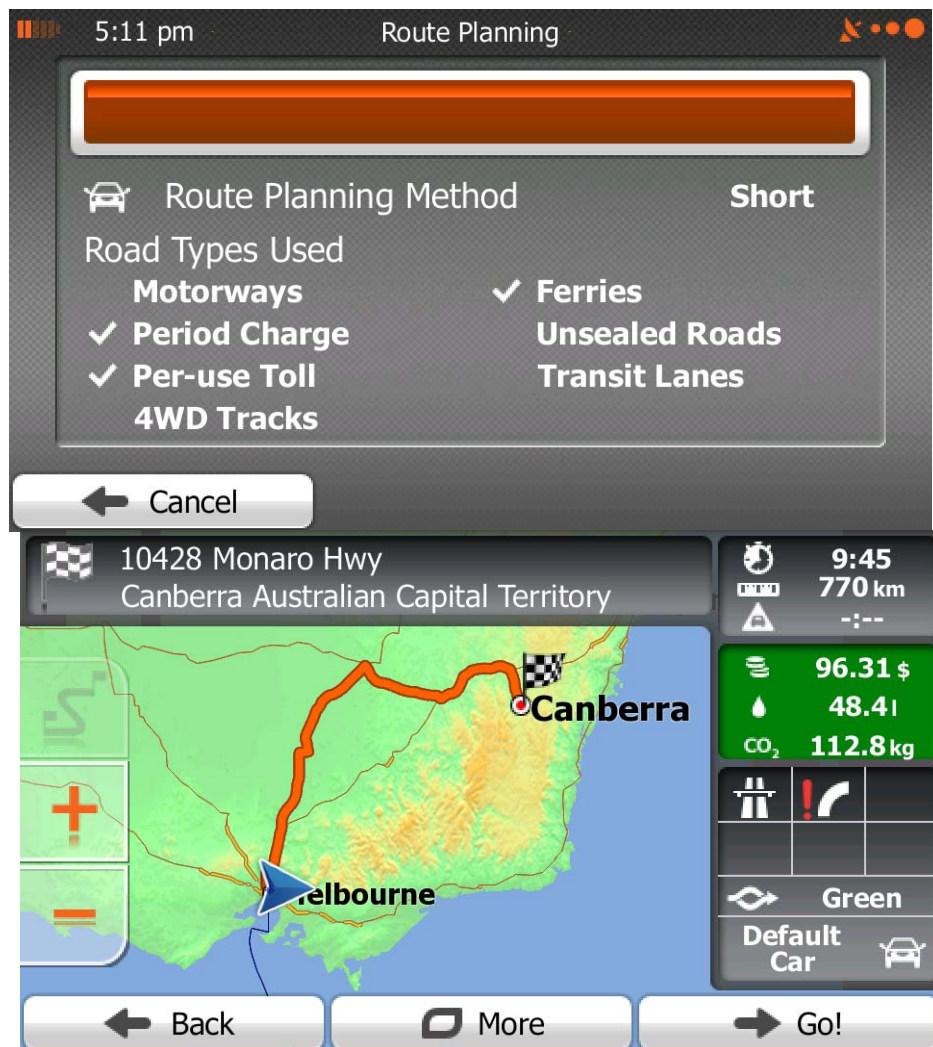 5:11 pm
Route Planning
Route Planning Method
Short
Road Types Used
Motorways
Ferries
Period Charge
Unsealed Roads
Per-use Toll
Transit Lanes
4WD Tracks
Cancel
10428 Monaro Hwy
Canberra Australian Capital Territory
9:45
770 km
-:--
96.31 $
48.4 l
CO₂ 112.8 kg
Canberra
elbourne
Green
Default
Car
Back
More
Go!